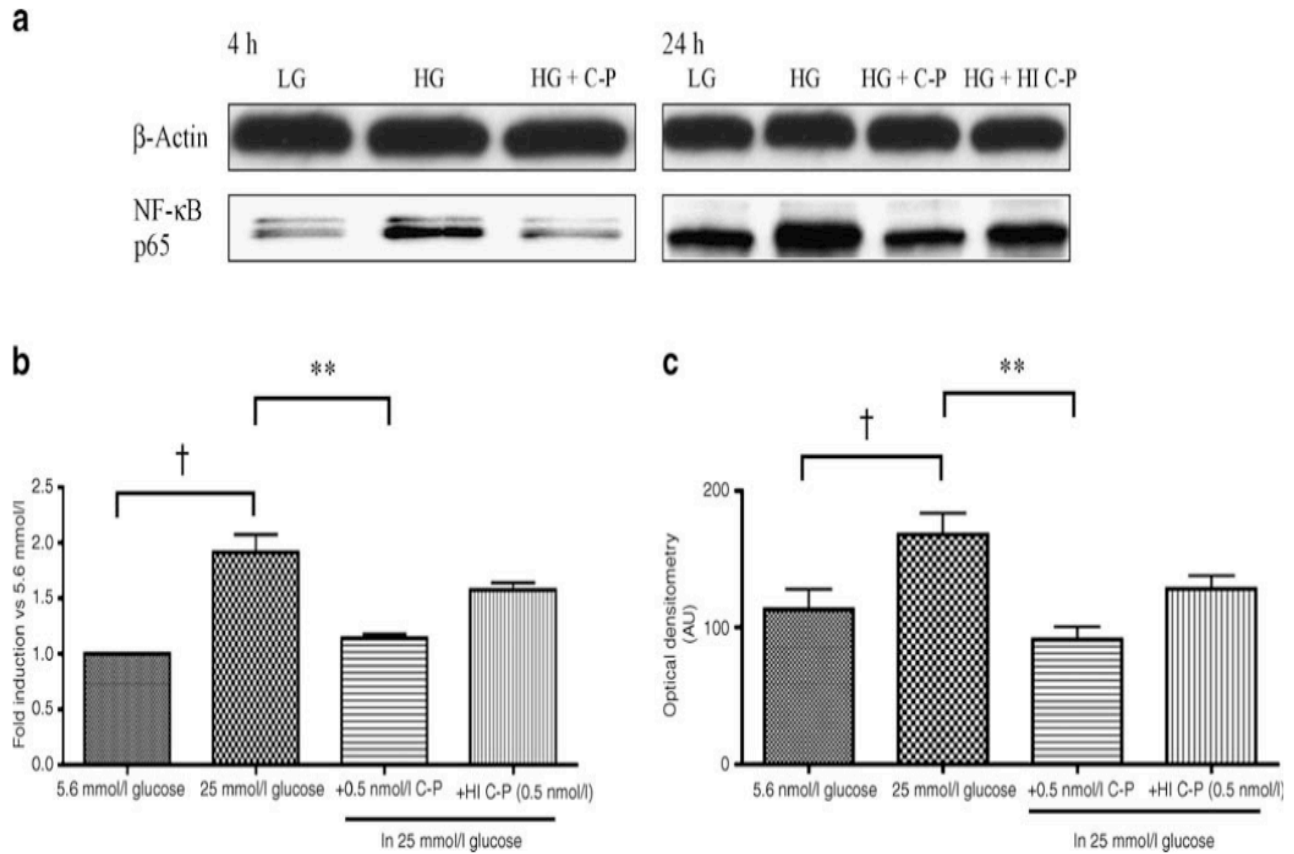 a
4 h
LG HG HG + C-P
24 h
LG HG HG + C-P HG + HI C-P
β-Actin
NF-κB
p65
b
**
†
Fold induction vs 5.6 mmol/l
2.5
2.0
1.5
1.0
0.5
0.0
5.6 mmol/l glucose 25 mmol/l glucose +0.5 nmol/l C-P +HI C-P (0.5 nmol/l)
In 25 mmol/l glucose
c
**
†
Optical densitometry
(AU)
200
100
0
5.6 nmol/l glucose 25 mmol/l glucose +0.5 nmol/l C-P +HI C-P (0.5 nmol/l)
In 25 mmol/l glucose